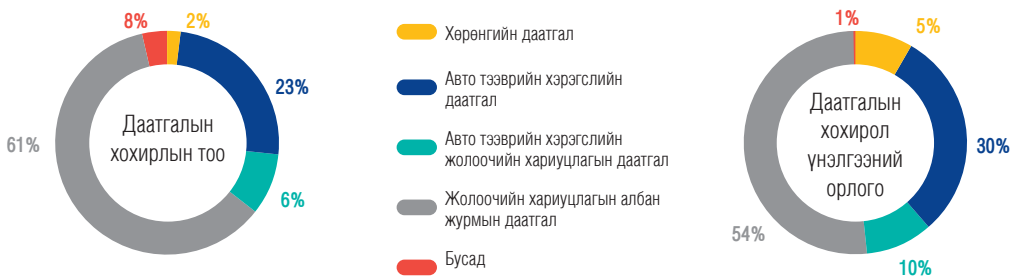 8%
2%
23%
61%
6%
Даатгалын
хохирлын тоо
Хөрөнгийн даатгал
Авто тээврийн хэрэгслийн
даатгал
Авто тээврийн хэрэгслийн
жолоочийн хариуцлагын даатгал
Жолоочийн хариуцлагын албан
журмын даатгал
Бусад
1%
5%
30%
54%
10%
Даатгалын
хохирол
үнэлгээний
орлого